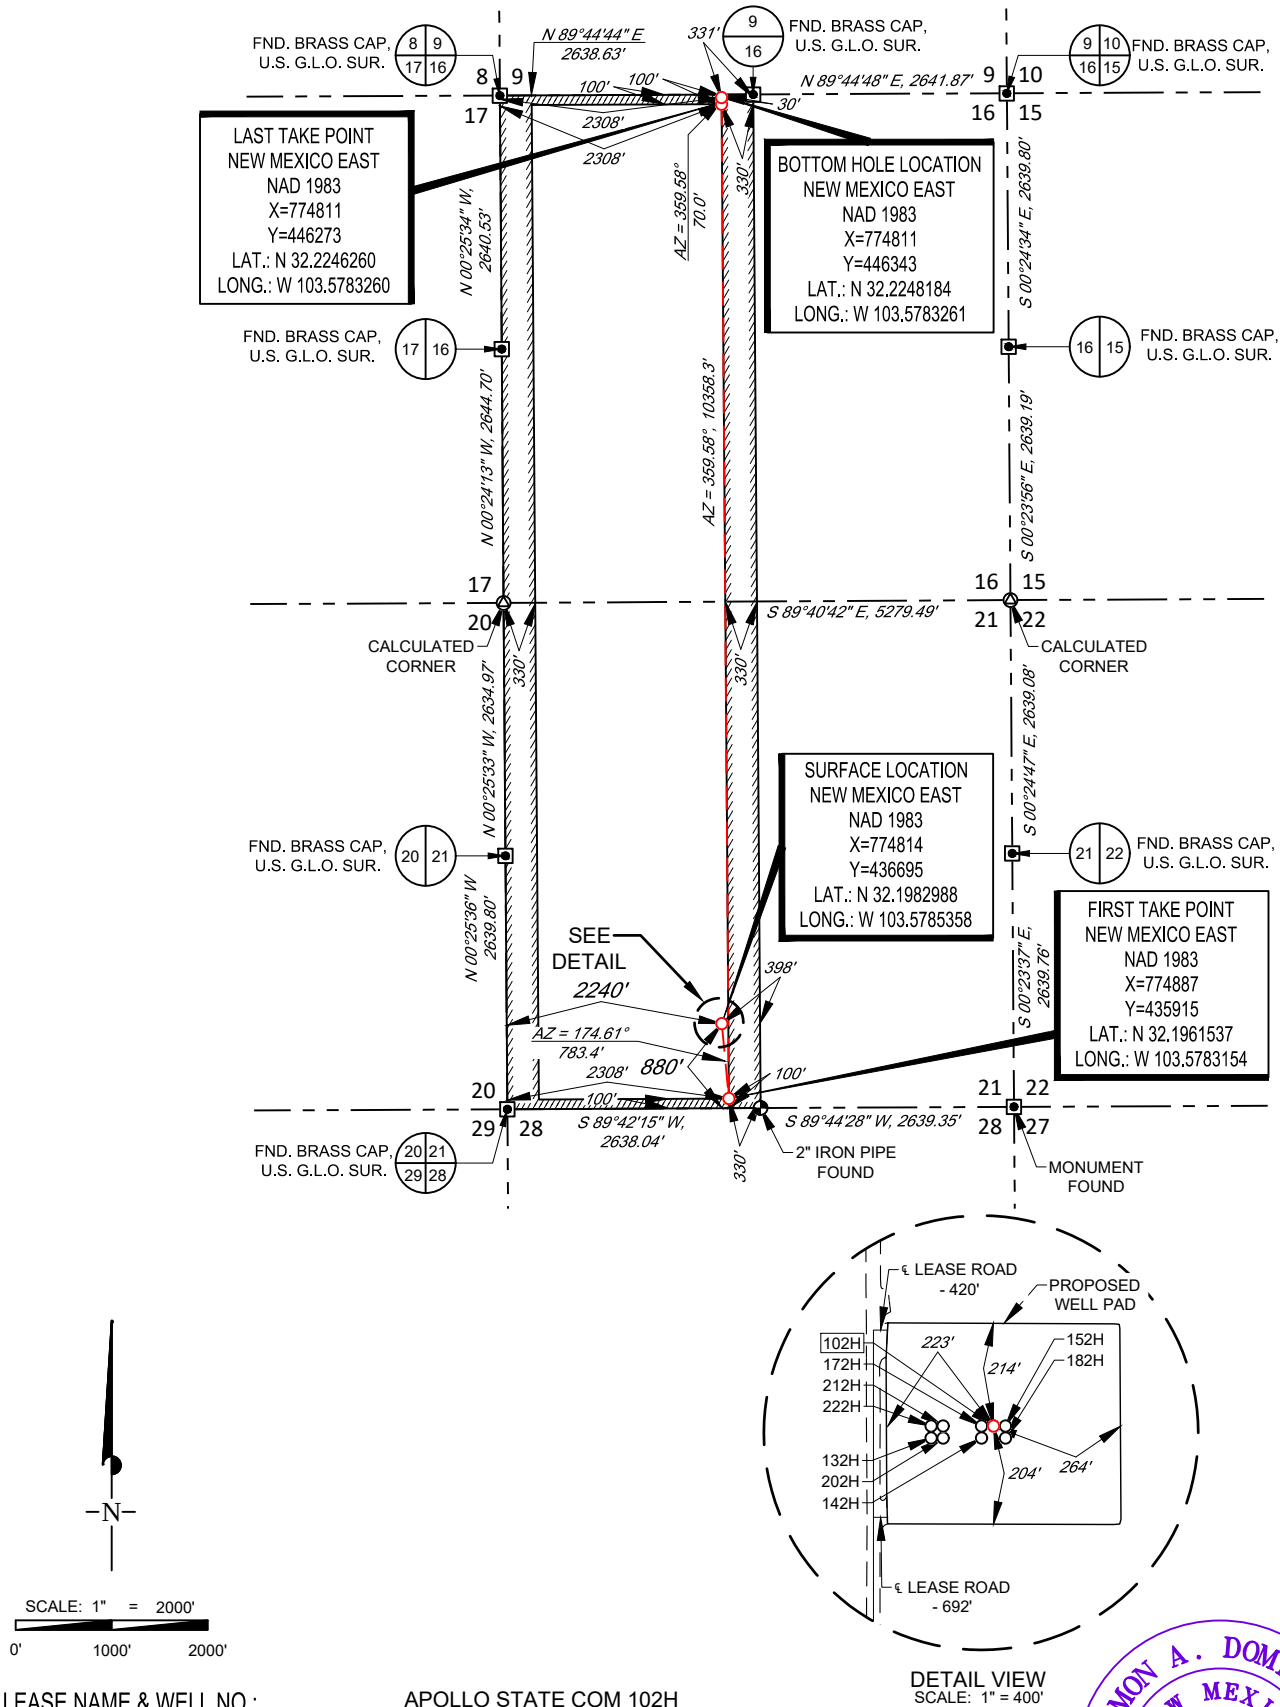 FND. BRASS CAP,
U.S. G.L.O. SUR.
8 9
17 16
8 9
17
N 89°44'44" E
2638.63'
331'
9
16
FND. BRASS CAP,
U.S. G.L.O. SUR.
N 89°44'48" E, 2641.87'
9 10
16 15
9 10
16 15
FND. BRASS CAP,
U.S. G.L.O. SUR.
100'
100'
30'
2308'
2308'
LAST TAKE POINT
NEW MEXICO EAST
NAD 1983
X=774811
Y=446273
LAT.: N 32.2246260
LONG.: W 103.5783260
N 00°25'34" W,
2640.53'
AZ = 359.58°
70.0'
330'
BOTTOM HOLE LOCATION
NEW MEXICO EAST
NAD 1983
X=774811
Y=446343
LAT.: N 32.2248184
LONG.: W 103.5783261
S 00°24'34" E, 2639.80'
FND. BRASS CAP,
U.S. G.L.O. SUR.
17 16
16 15
FND. BRASS CAP,
U.S. G.L.O. SUR.
N 00°24'13" W, 2644.70'
AZ = 359.58°, 10358.3'
S 00°23'56" E, 2639.19'
17
20
16 15
21 22
S 89°40'42" E, 5279.49'
CALCULATED
CORNER
330'
330'
CALCULATED
CORNER
N 00°25'33" W, 2634.97'
S 00°24'47" E, 2639.08'
SURFACE LOCATION
NEW MEXICO EAST
NAD 1983
X=774814
Y=436695
LAT.: N 32.1982988
LONG.: W 103.5785358
FND. BRASS CAP,
U.S. G.L.O. SUR.
20 21
21 22
FND. BRASS CAP,
U.S. G.L.O. SUR.
N 00°25'36" W
2639.80'
S 00°23'37" E,
2639.76'
FIRST TAKE POINT
NEW MEXICO EAST
NAD 1983
X=774887
Y=435915
LAT.: N 32.1961537
LONG.: W 103.5783154
SEE
DETAIL
398'
2240'
AZ = 174.61°
783.4'
880'
2308'
100'
100'
20
29 28
S 89°42'15" W,
2638.04'
330'
S 89°44'28" W, 2639.35'
21 22
28 27
2" IRON PIPE
FOUND
MONUMENT
FOUND
FND. BRASS CAP,
U.S. G.L.O. SUR.
20 21
29 28
℄ LEASE ROAD
- 420'
PROPOSED
WELL PAD
102H
172H
212H
222H
223'
214'
152H
182H
132H
202H
142H
204'
264'
℄ LEASE ROAD
- 692'
-N-
SCALE: 1" = 2000'
0' 1000' 2000'
DETAIL VIEW
SCALE: 1" = 400'
LEASE NAME & WELL NO.:
APOLLO STATE COM 102H